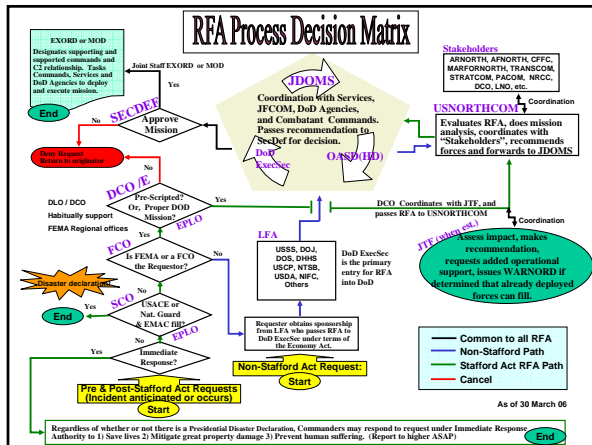 RFA Process Decision Matrix
EXORD or MOD
Designates supporting and
supported commands and
C2 relationship. Tasks
Commands, Services and
DoD Agencies to deploy
and execute mission.
End
Joint Staff EXORD or MOD
Yes
SECDEF
No
Approve
Mission
JDOMS
Coordination with Services,
JFCOM, DoD Agencies,
and Combatant Commands.
Passes recommendation to
SecDef for decision.
DoD
ExecSec
OASD(HD)
Stakeholders
ARNORTH, AFNORTH, CFFC,
MARFORNORTH, TRANSCOM,
STRATCOM, PACOM, NRCC,
DCO, LNO, etc.
Coordination
USNORTHCOM
Evaluates RFA, does mission
analysis, coordinates with
“Stakeholders”, recommends
forces and forwards to JDOMS
Deny Request
Return to originator
No
DCO /E
Pre-Scripted?
Or, Proper DOD
Mission?
Yes
EPLO
DLO / DCO
Habitually support
FEMA Regional offices
DCO Coordinates with JTF, and
passes RFA to USNORTHCOM
Coordination
JTF (when est.)
Assess impact, makes
recommendation,
requests added operational
support, issues WARNORD if
determined that already deployed
forces can fill.
FCO
Yes
Is FEMA or a FCO
the Requestor?
No
LFA
USSS, DOJ,
DOS, DHHS
USCP, NTSB,
USDA, NIFC,
Others
DoD ExecSec
is the primary
entry for RFA
into DoD
Disaster declaration
SCO
No
Yes
End
USACE or
Nat. Guard
& EMAC fill?
EPLO
Requester obtains sponsorship
from LFA who passes RFA to
DoD ExecSec under terms of
the Economy Act.
Yes
No
Immediate
Response?
Non-Stafford Act Request:
Start
Pre & Post-Stafford Act Requests
(Incident anticipated or occurs)
Start
Common to all RFA
Non-Stafford Path
Stafford Act RFA Path
Cancel
As of 30 March 06
Regardless of whether or not there is a Presidential Disaster Declaration, Commanders may respond to request under Immediate Response
Authority to 1) Save lives 2) Mitigate great property damage 3) Prevent human suffering. (Report to higher ASAP)
End